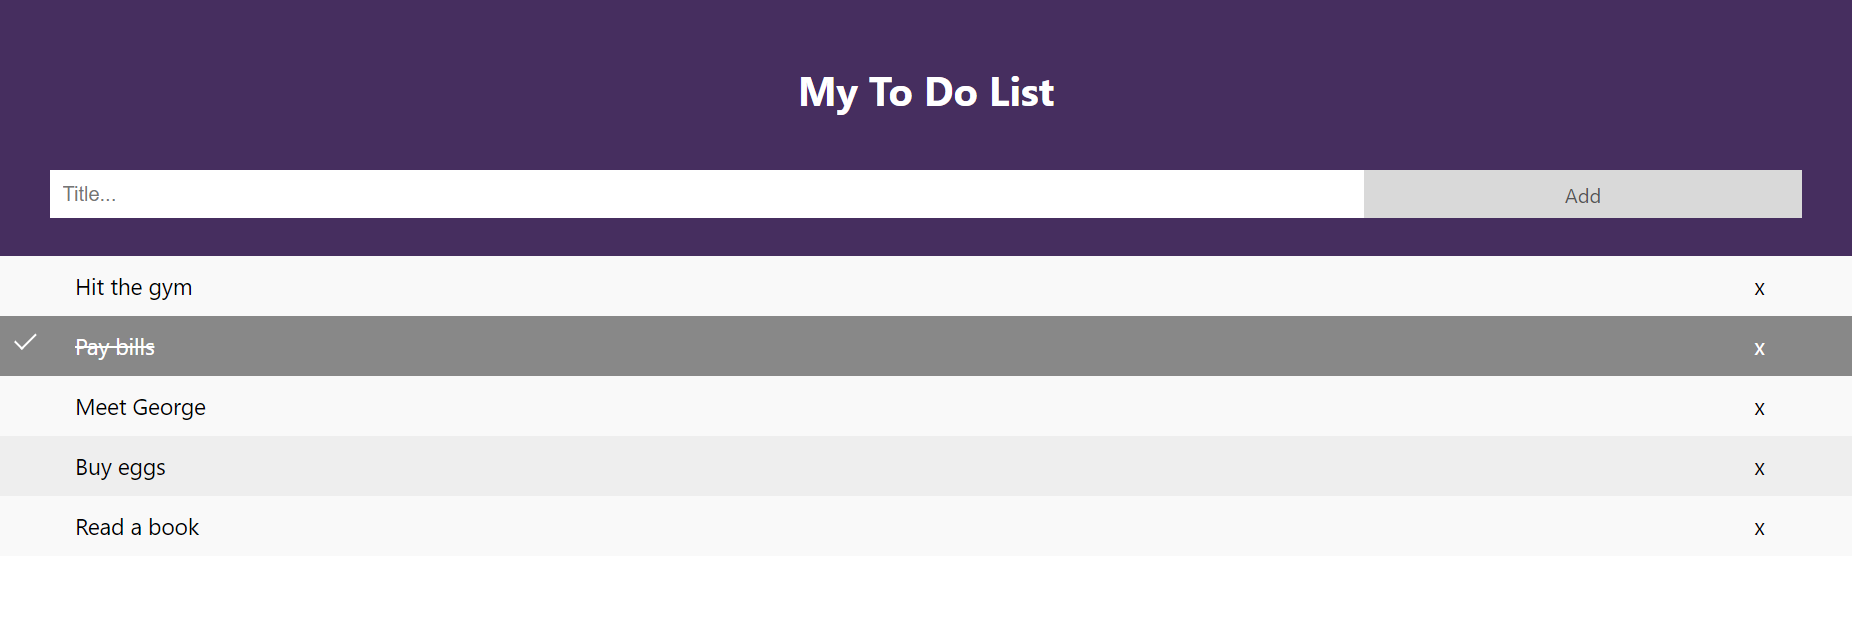 My To Do List
Title... Add
Hit the gym x
Pay bills x
Meet George x
Buy eggs x
Read a book x